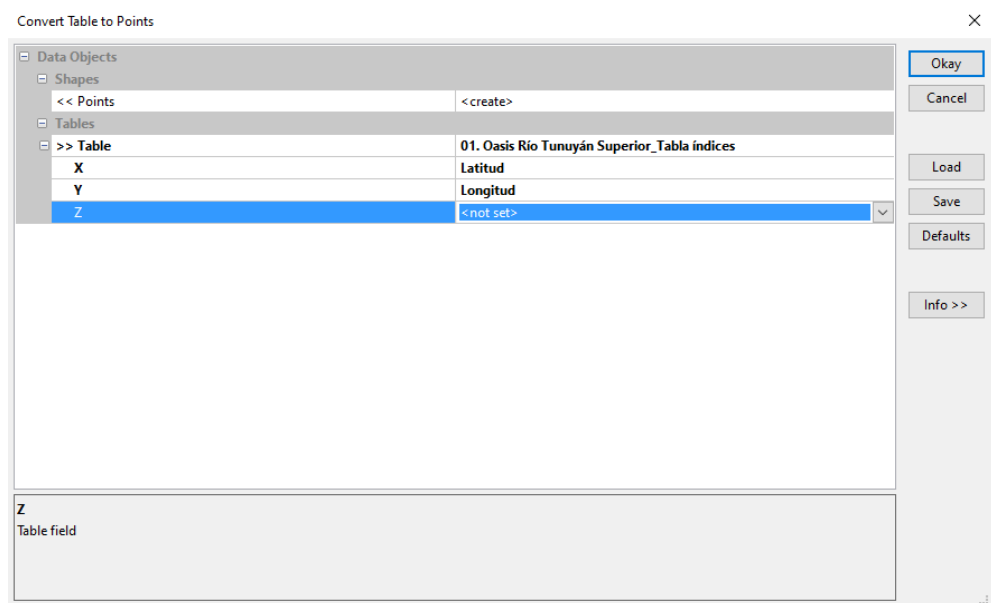 Convert Table to Points
Data Objects
Shapes
<< Points <create>
Tables
>> Table 01. Oasis Río Tunuyán Superior_Tabla índices
X Latitud
Y Longitud
Z <not set>
Okay
Cancel
Load
Save
Defaults
Info >>
Z
Table field